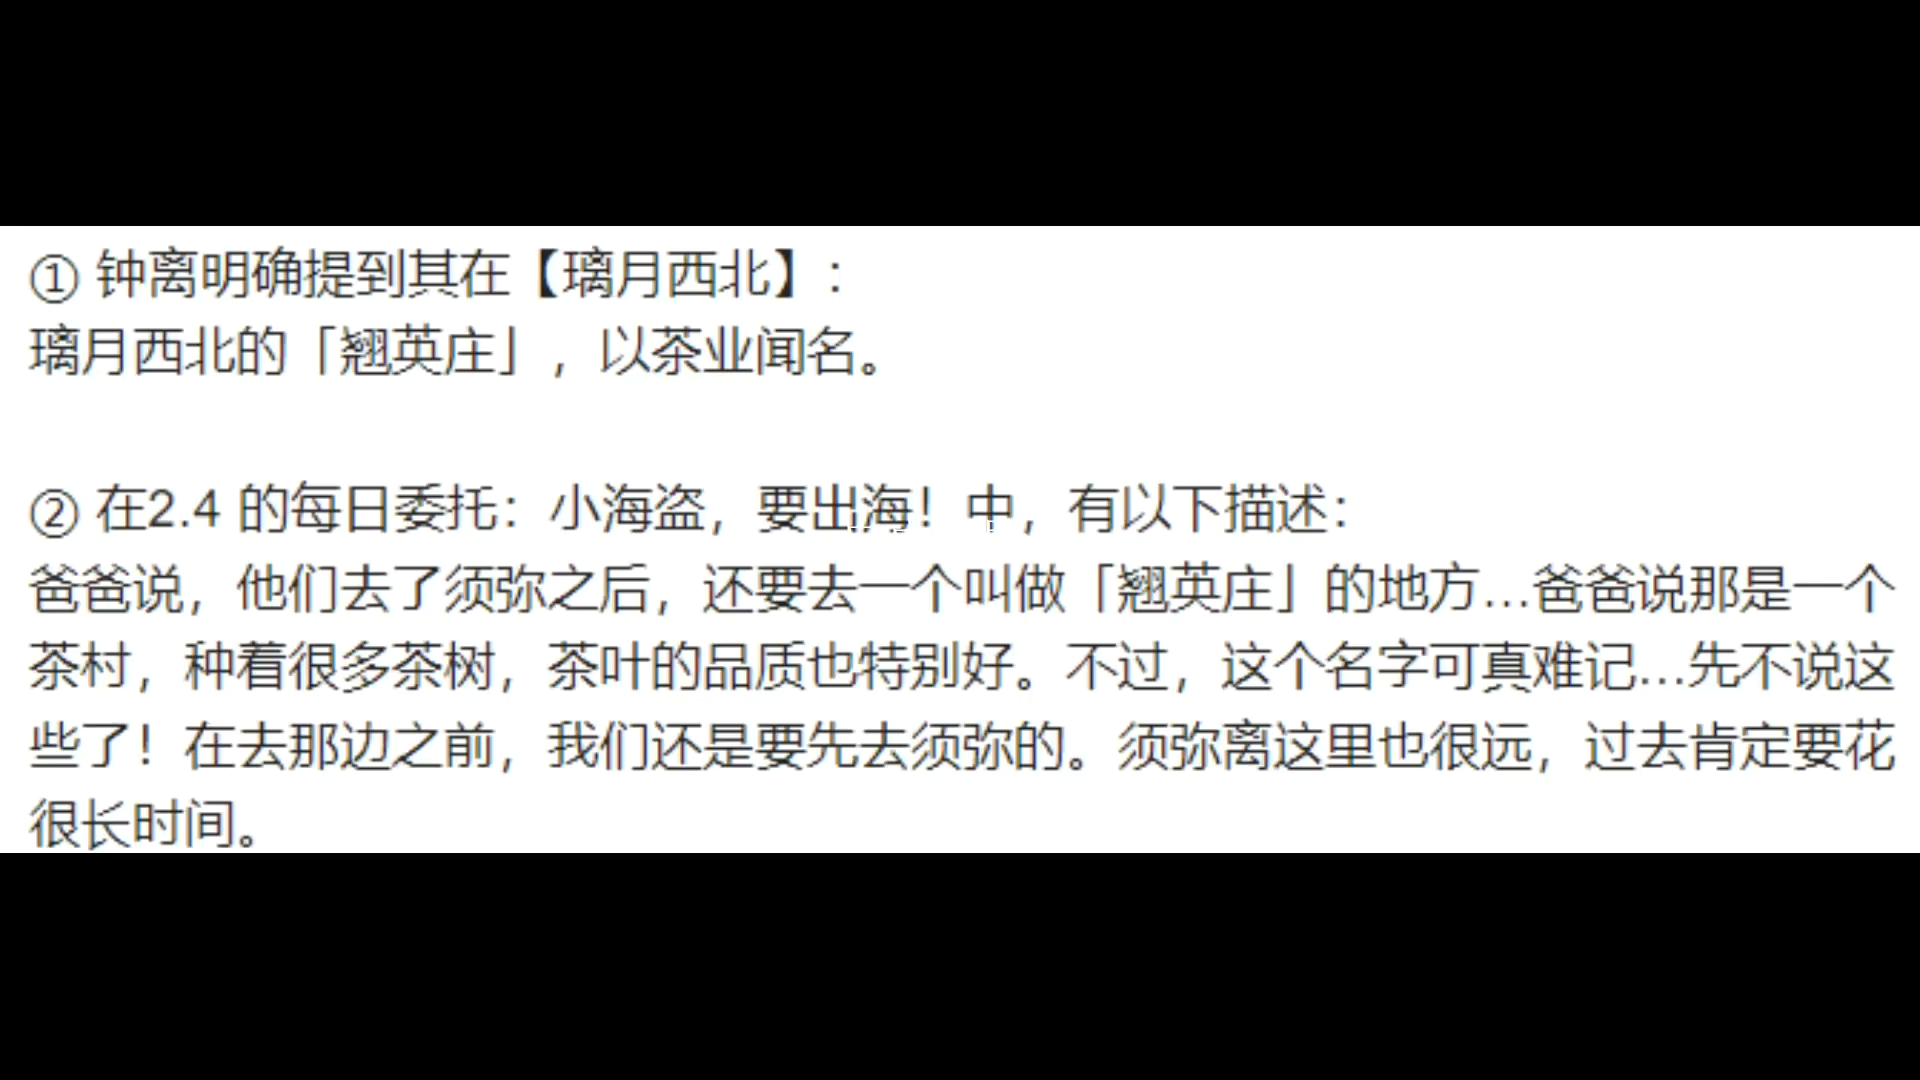 ① 钟离明确提到其在【璃月西北】：
璃月西北的「翘英庄」，以茶业闻名。
② 在2.4 的每日委托：小海盗，要出海！中，有以下描述：
爸爸说，他们去了须弥之后，还要去一个叫做「翘英庄」的地方…爸爸说那是一个
茶村，种着很多茶树，茶叶的品质也特别好。不过，这个名字可真难记…先不说这
些了！在去那边之前，我们还是要先去须弥的。须弥离这里也很远，过去肯定要花
很长时间。